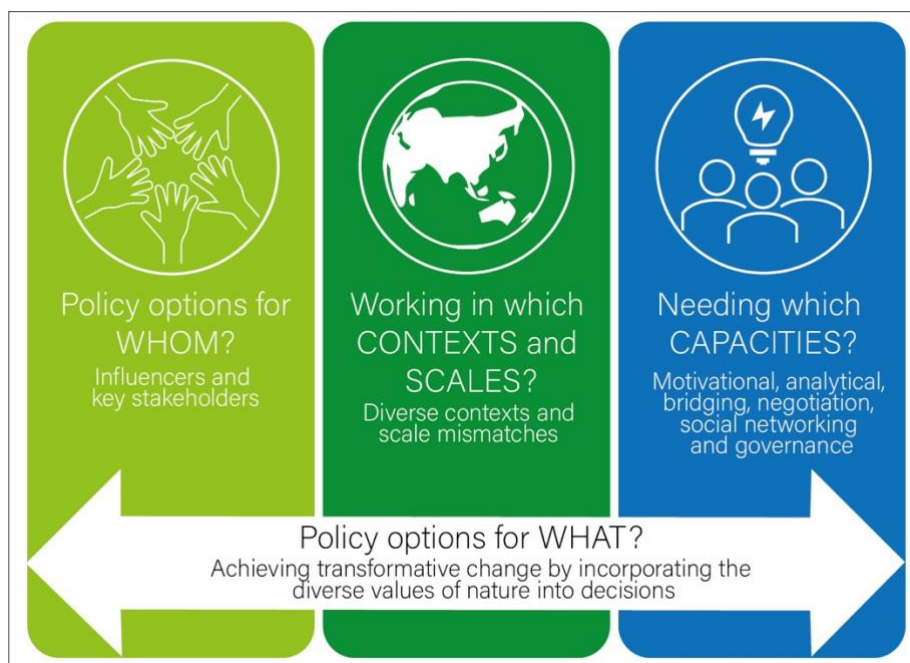 Policy options for
WHOM?
Influencers and
key stakeholders
Working in which
CONTEXTS and
SCALES?
Diverse contexts and
scale mismatches
Needing which
CAPACITIES?
Motivational, analytical,
bridging, negotiation,
social networking
and governance
Policy options for WHAT?
Achieving transformative change by incorporating the
diverse values of nature into decisions